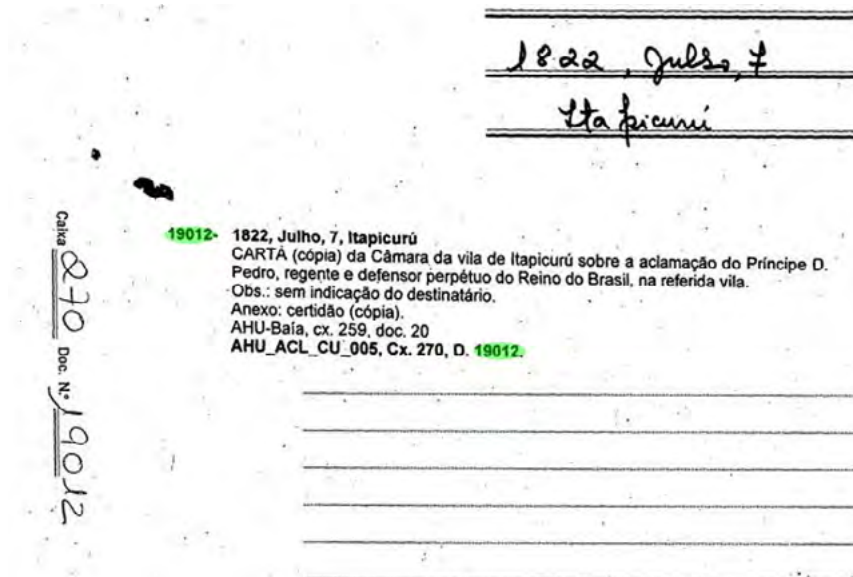 1822, Julho, 7
Itapicurú
19012- 1822, Julho, 7, Itapicurú
CARTA (cópia) da Câmara da vila de Itapicurú sobre a aclamação do Príncipe D.
Pedro, regente e defensor perpétuo do Reino do Brasil, na referida vila.
Obs.: sem indicação do destinatário.
Anexo: certidão (cópia).
AHU-Baía, cx. 259, doc. 20
AHU_ACL_CU_005, Cx. 270, D. 19012.
Caixa 270 Doc. N.º 19012